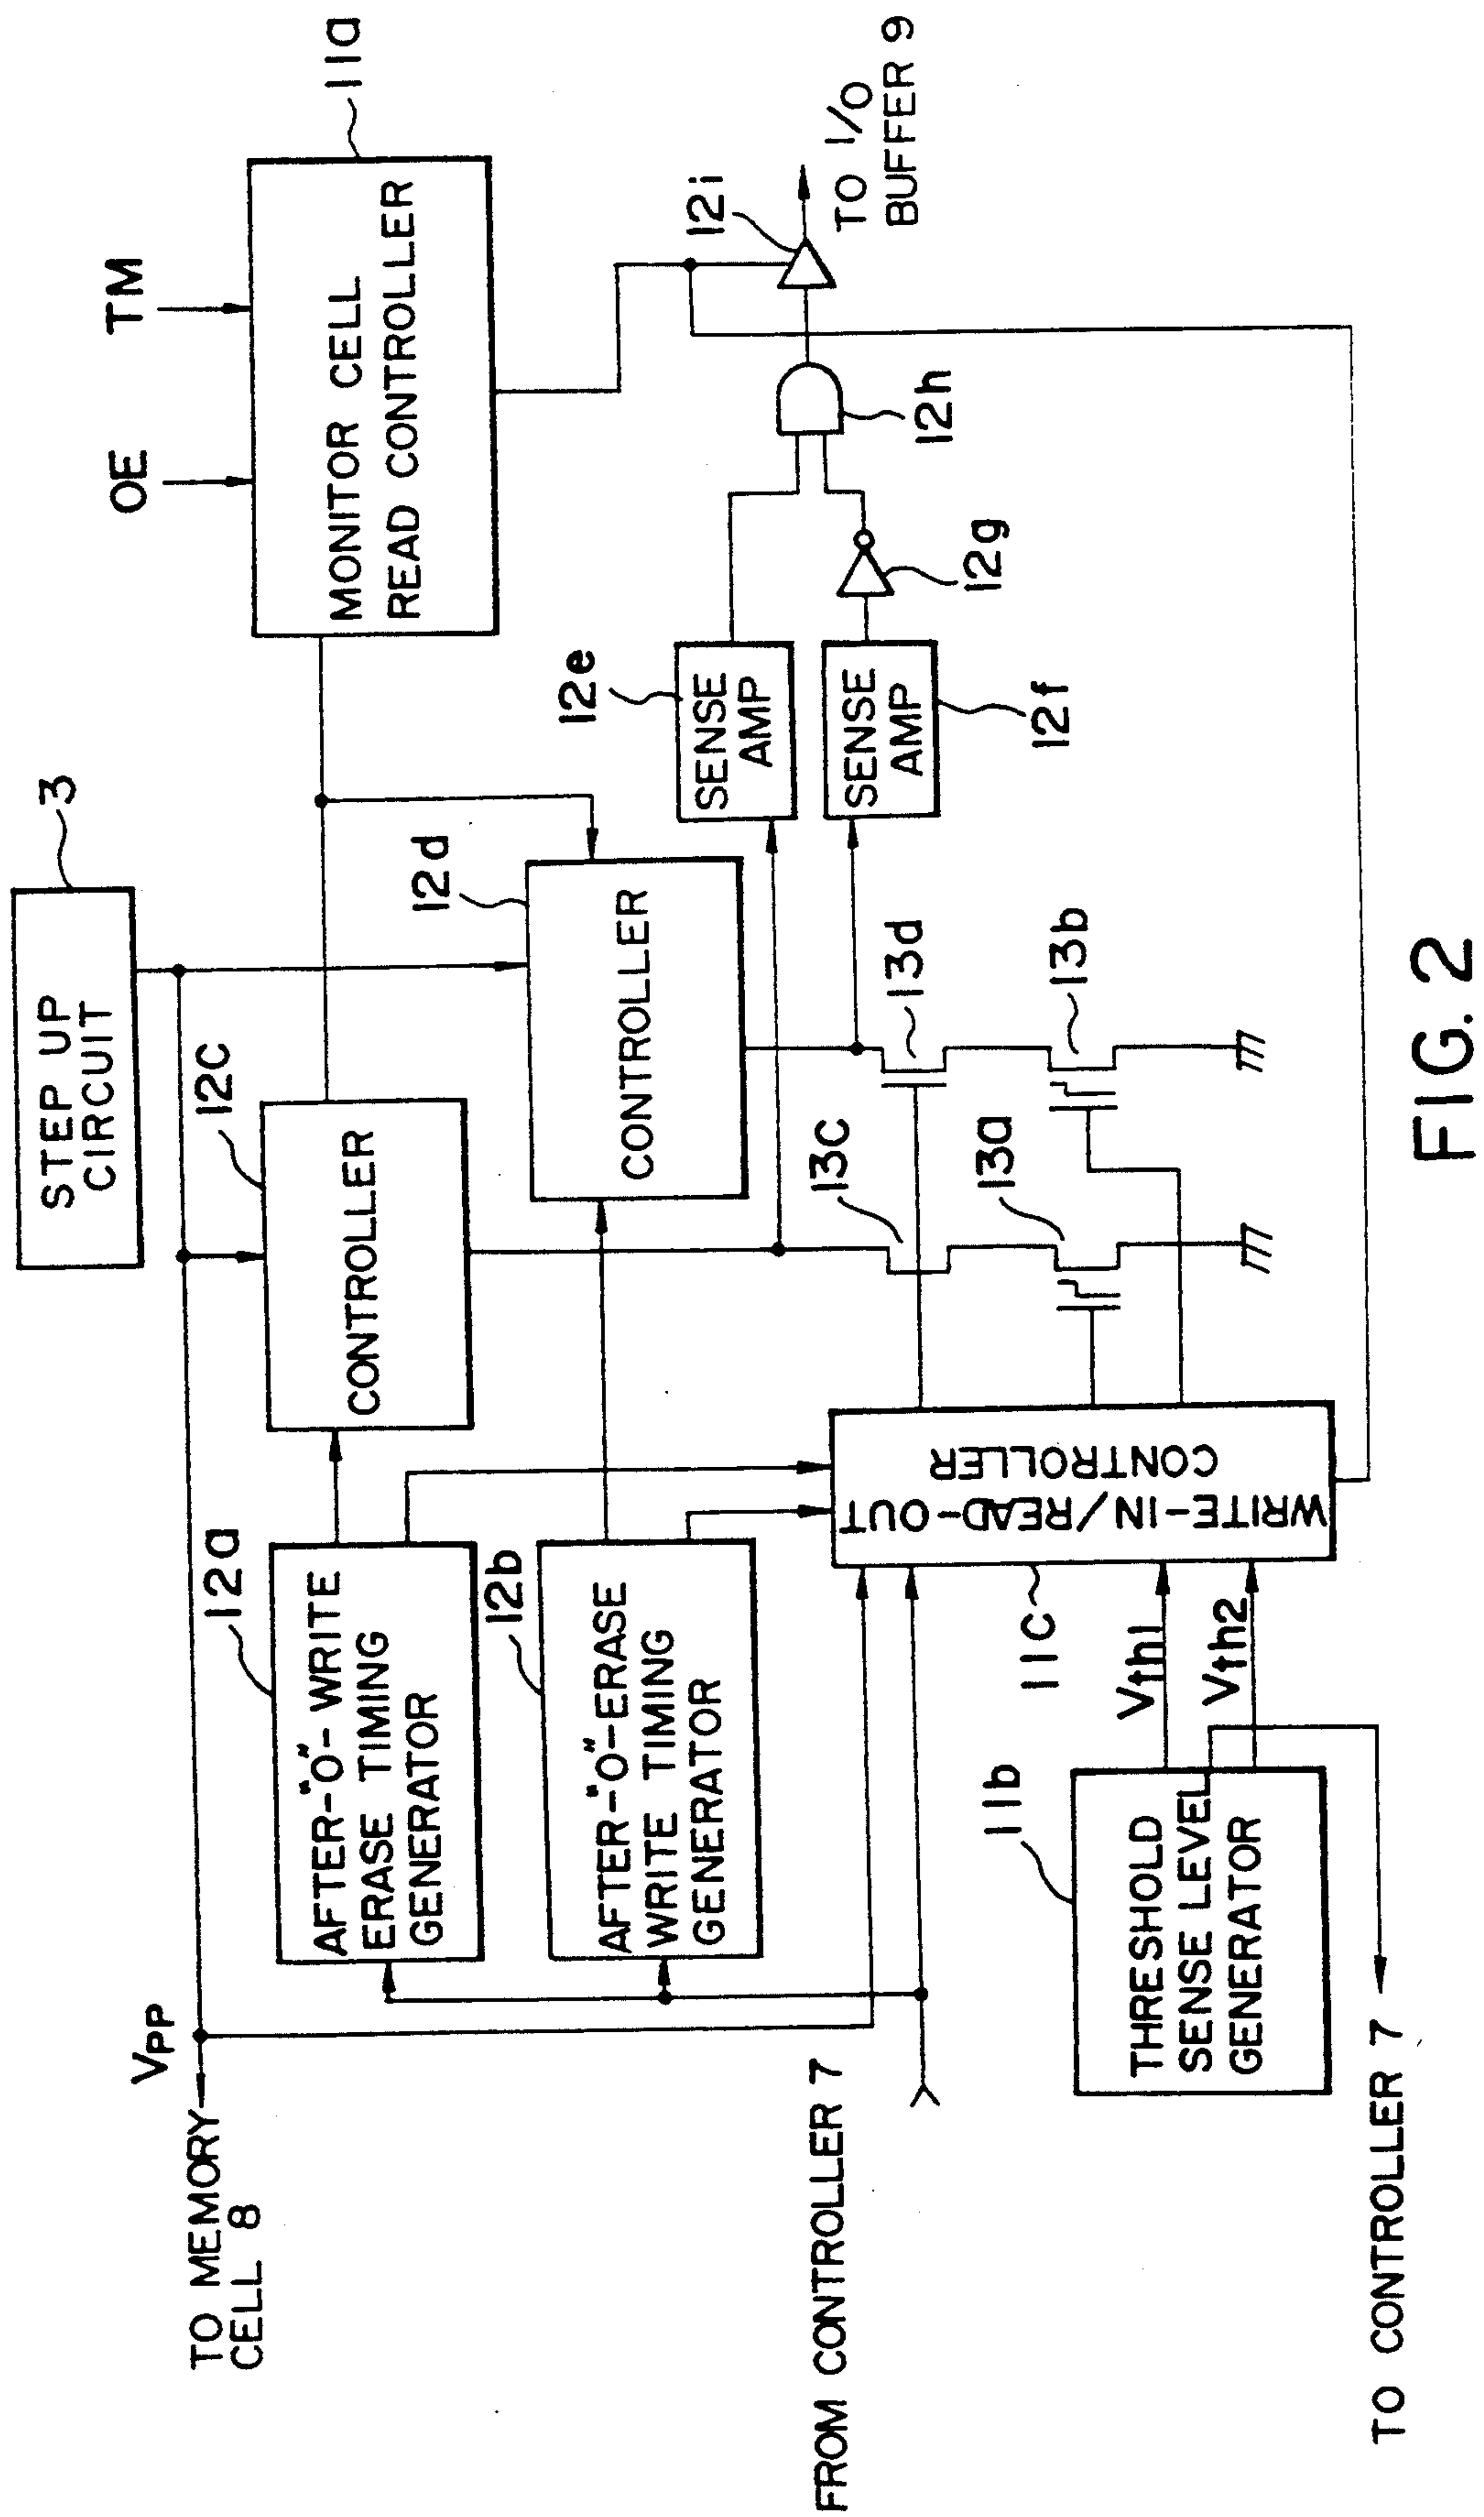 STEP UP
CIRCUIT
3
VPP
TO MEMORY
CELL 8
12a
AFTER-"0"-WRITE
ERASE TIMING
GENERATOR
12c
CONTROLLER
OE
TM
MONITOR CELL
READ CONTROLLER
11a
12b
AFTER-"0"-ERASE
WRITE TIMING
GENERATOR
12d
CONTROLLER
12e
SENSE
AMP
SENSE
AMP
12f
12g
12h
12i
TO I/O
BUFFER 9
13c
13d
13a
13b
FROM CONTROLLER 7
WRITE-IN/READ-OUT
CONTROLLER
11c
11b
THRESHOLD
SENSE LEVEL
GENERATOR
Vth1
Vth2
TO CONTROLLER 7
FIG. 2